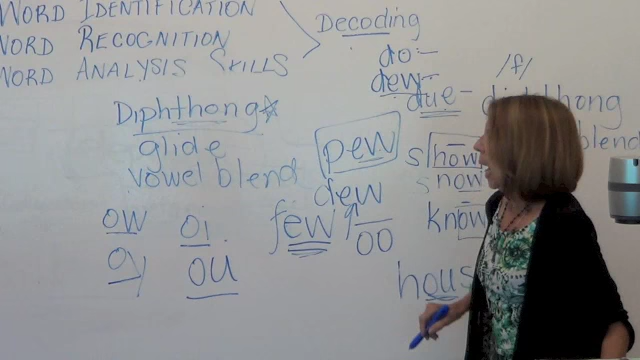 WORD IDENTIFICATION
WORD RECOGNITION
WORD ANALYSIS SKILLS
Decoding
do-
dew-
due-
/f/
diphthong
blend
Diphthong
glide
vowel blend
ow oi
oy ou
pew
dew
few
oo
show
snow
know
hous